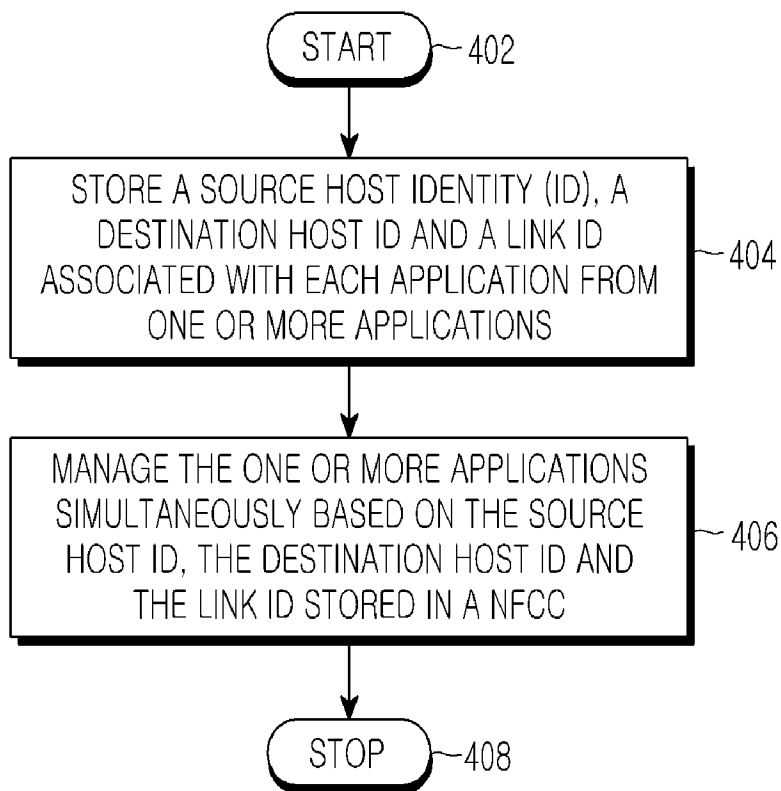 START
402
STORE A SOURCE HOST IDENTITY (ID), A
DESTINATION HOST ID AND A LINK ID
ASSOCIATED WITH EACH APPLICATION FROM
ONE OR MORE APPLICATIONS
404
MANAGE THE ONE OR MORE APPLICATIONS
SIMULTANEOUSLY BASED ON THE SOURCE
HOST ID, THE DESTINATION HOST ID AND
THE LINK ID STORED IN A NFCC
406
STOP
408